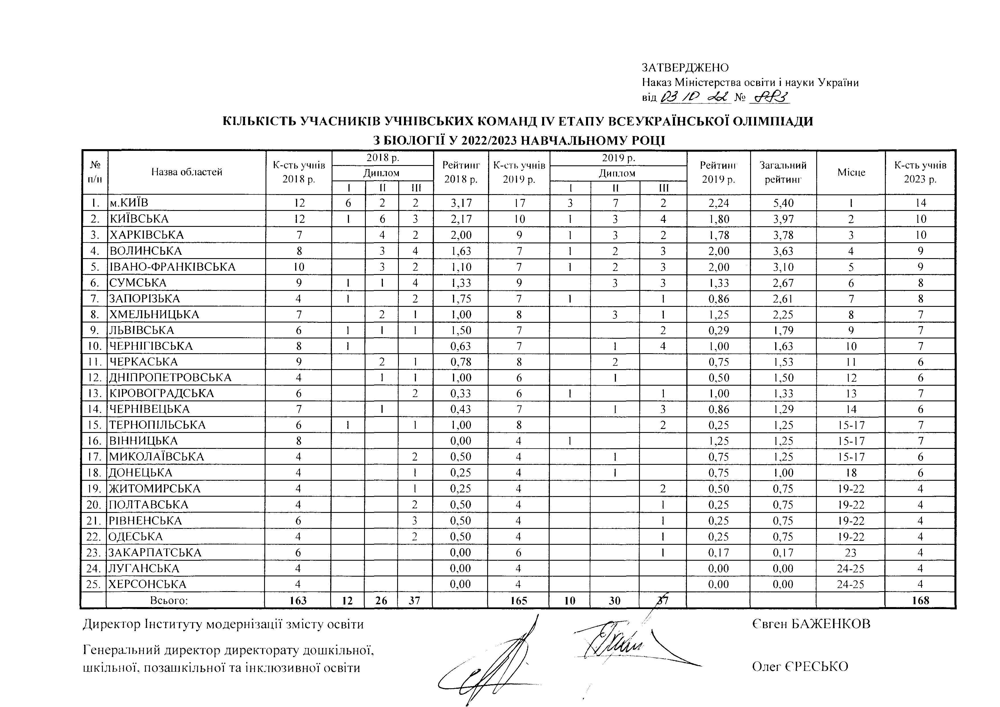 ЗАТВЕРДЖЕНО
Наказ Міністерства освіти і науки України
від 03 10 22 № 883
КІЛЬКІСТЬ УЧАСНИКІВ УЧНІВСЬКИХ КОМАНД IV ЕТАПУ ВСЕУКРАЇНСЬКОЇ ОЛІМПІАДИ
З БІОЛОГІЇ У 2022/2023 НАВЧАЛЬНОМУ РОЦІ
№ п/п Назва областей К-сть учнів 2018 р. 2018 р. Диплом I II III Рейтинг 2018 р. К-сть учнів 2019 р. 2019 р. Диплом I II III Рейтинг 2019 р. Загальний рейтинг Місце К-сть учнів 2023 р.
1. м.КИЇВ 12 6 2 2 3,17 17 3 7 2 2,24 5,40 1 14
2. КИЇВСЬКА 12 1 6 3 2,17 10 1 3 4 1,80 3,97 2 10
3. ХАРКІВСЬКА 7 4 2 2,00 9 1 3 2 1,78 3,78 3 10
4. ВОЛИНСЬКА 8 3 4 1,63 7 1 2 3 2,00 3,63 4 9
5. ІВАНО-ФРАНКІВСЬКА 10 3 2 1,10 7 1 2 3 2,00 3,10 5 9
6. СУМСЬКА 9 1 1 4 1,33 9 3 3 1,33 2,67 6 8
7. ЗАПОРІЗЬКА 4 1 2 1,75 7 1 1 0,86 2,61 7 8
8. ХМЕЛЬНИЦЬКА 7 2 1 1,00 8 3 1 1,25 2,25 8 7
9. ЛЬВІВСЬКА 6 1 1 1 1,50 7 2 0,29 1,79 9 7
10. ЧЕРНІГІВСЬКА 8 1 0,63 7 1 4 1,00 1,63 10 7
11. ЧЕРКАСЬКА 9 2 1 0,78 8 2 0,75 1,53 11 6
12. ДНІПРОПЕТРОВСЬКА 4 1 1 1,00 6 1 0,50 1,50 12 6
13. КІРОВОГРАДСЬКА 6 2 0,33 6 1 1 1,00 1,33 13 7
14. ЧЕРНІВЕЦЬКА 7 1 0,43 7 1 3 0,86 1,29 14 6
15. ТЕРНОПІЛЬСЬКА 6 1 1 1,00 8 2 0,25 1,25 15-17 7
16. ВІННИЦЬКА 8 0,00 4 1 1,25 1,25 15-17 7
17. МИКОЛАЇВСЬКА 4 2 0,50 4 1 0,75 1,25 15-17 6
18. ДОНЕЦЬКА 4 1 0,25 4 1 0,75 1,00 18 6
19. ЖИТОМИРСЬКА 4 1 0,25 4 2 0,50 0,75 19-22 4
20. ПОЛТАВСЬКА 4 2 0,50 4 1 0,25 0,75 19-22 4
21. РІВНЕНСЬКА 6 3 0,50 4 1 0,25 0,75 19-22 4
22. ОДЕСЬКА 4 2 0,50 4 1 0,25 0,75 19-22 4
23. ЗАКАРПАТСЬКА 6 0,00 6 1 0,17 0,17 23 4
24. ЛУГАНСЬКА 4 0,00 4 0,00 0,00 24-25 4
25. ХЕРСОНСЬКА 4 0,00 4 0,00 0,00 24-25 4
Всього: 163 12 26 37 165 10 30 37 168
Директор Інституту модернізації змісту освіти Євген БАЖЕНКОВ
Генеральний директор директорату дошкільної,
шкільної, позашкільної та інклюзивної освіти Олег ЄРЕСЬКО